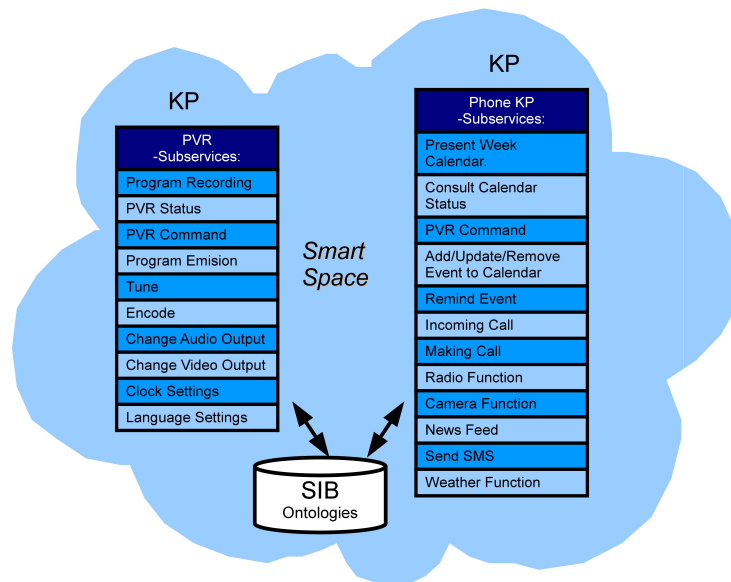 KP
PVR
-Subservices:
Program Recording
PVR Status
PVR Command
Program Emision
Tune
Encode
Change Audio Output
Change Video Output
Clock Settings
Language Settings
Smart
Space
KP
Phone KP
-Subservices:
Present Week
Calendar.
Consult Calendar
Status
PVR Command
Add/Update/Remove
Event to Calendar
Remind Event
Incoming Call
Making Call
Radio Function
Camera Function
News Feed
Send SMS
Weather Function
SIB
Ontologies